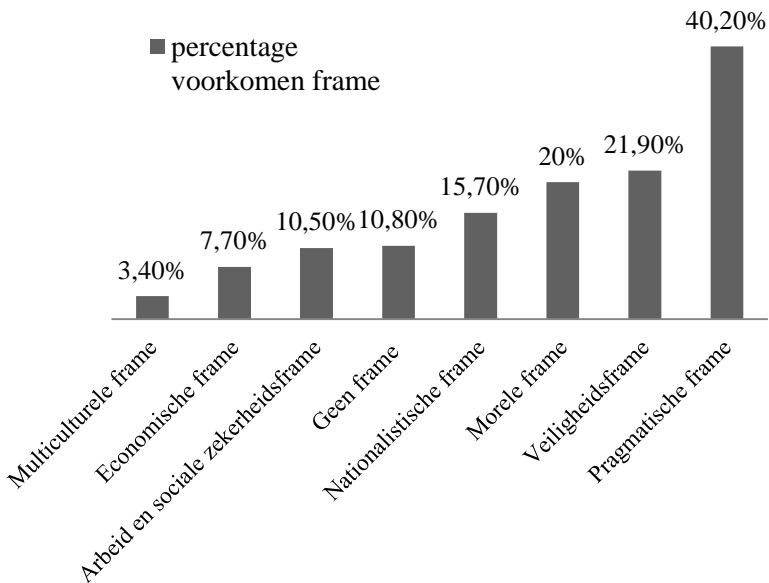 percentage
voorkomen frame
3,40%
7,70%
10,50%
10,80%
15,70%
20%
21,90%
40,20%
Multiculturele frame
Economische frame
Arbeid en sociale zekerheidsframe
Geen frame
Nationalistische frame
Morele frame
Veiligheidsframe
Pragmatische frame